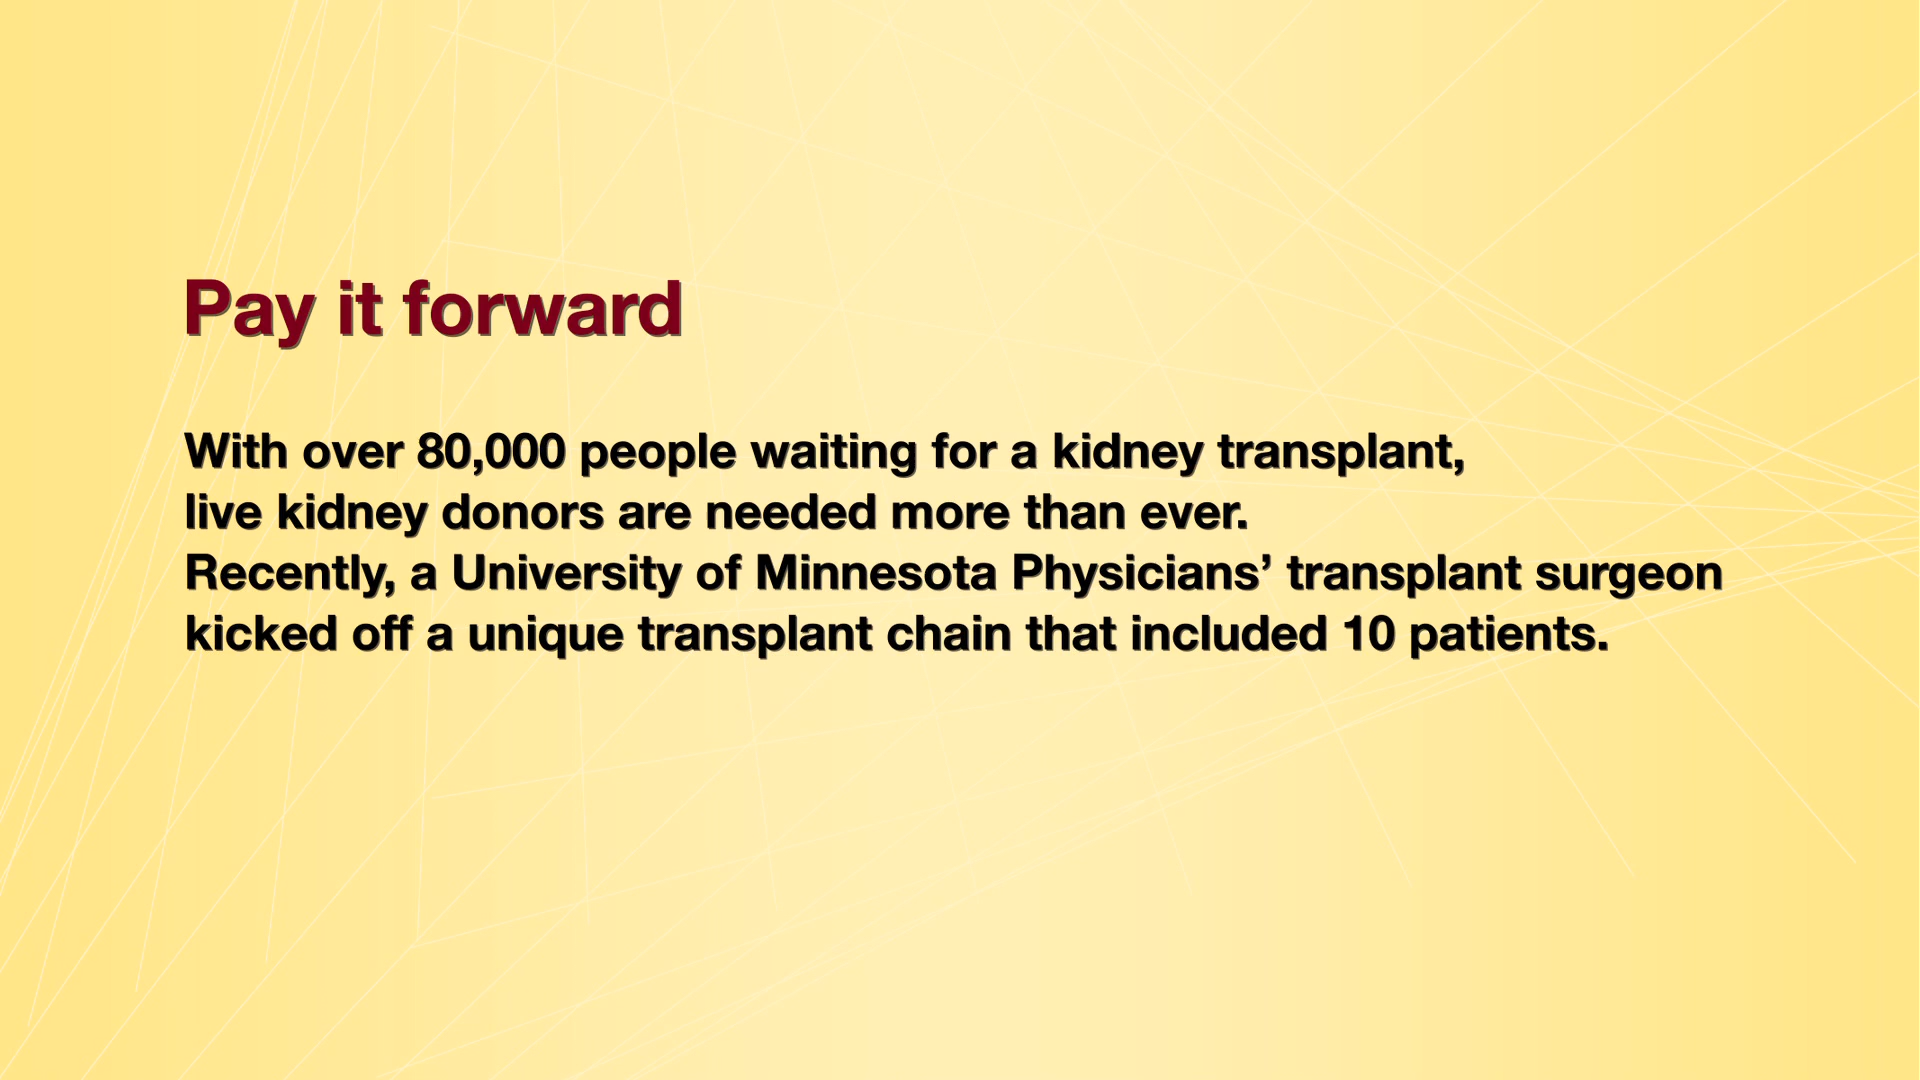 Pay it forward
With over 80,000 people waiting for a kidney transplant,
live kidney donors are needed more than ever.
Recently, a University of Minnesota Physicians’ transplant surgeon
kicked off a unique transplant chain that included 10 patients.